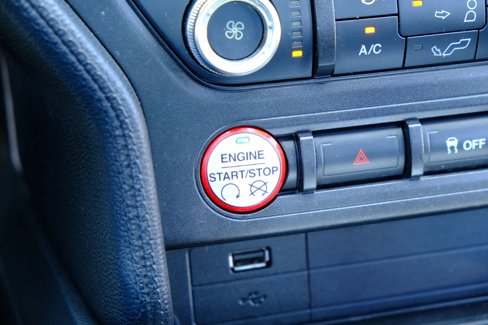 A/C
ENGINE
START/STOP
OFF